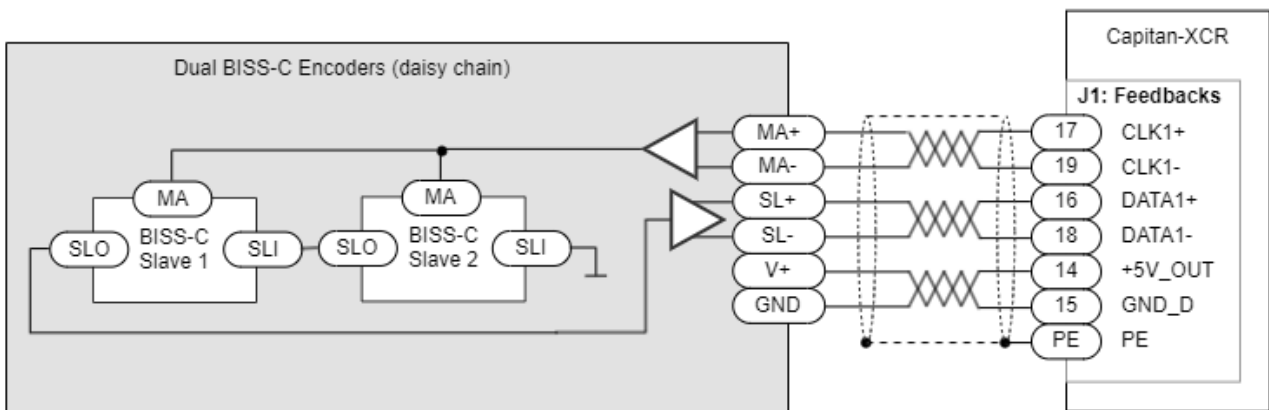 Capitan-XCR
Dual BISS-C Encoders (daisy chain)
J1: Feedbacks
MA+ 17 CLK1+
MA- 19 CLK1-
SL+ 16 DATA1+
SL- 18 DATA1-
V+ 14 +5V_OUT
GND 15 GND_D
PE PE
MA MA
SLO BISS-C SLI SLO BISS-C SLI
Slave 1 Slave 2